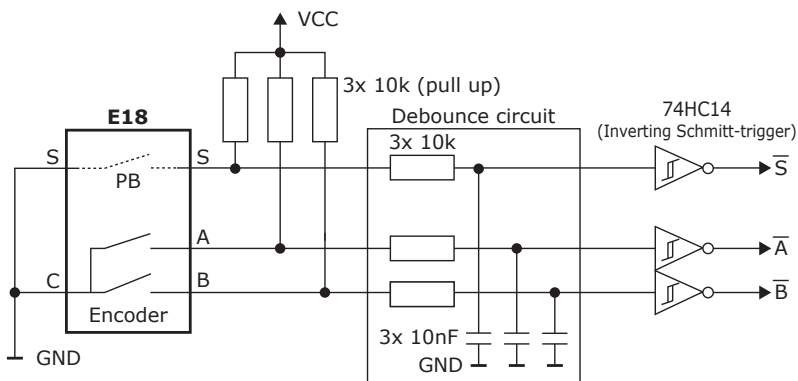 VCC
3x 10k (pull up)
E18
Debounce circuit
74HC14
(Inverting Schmitt-trigger)
3x 10k
S
S
S̅
PB
A
A̅
C
B
B̅
Encoder
3x 10nF
GND
GND